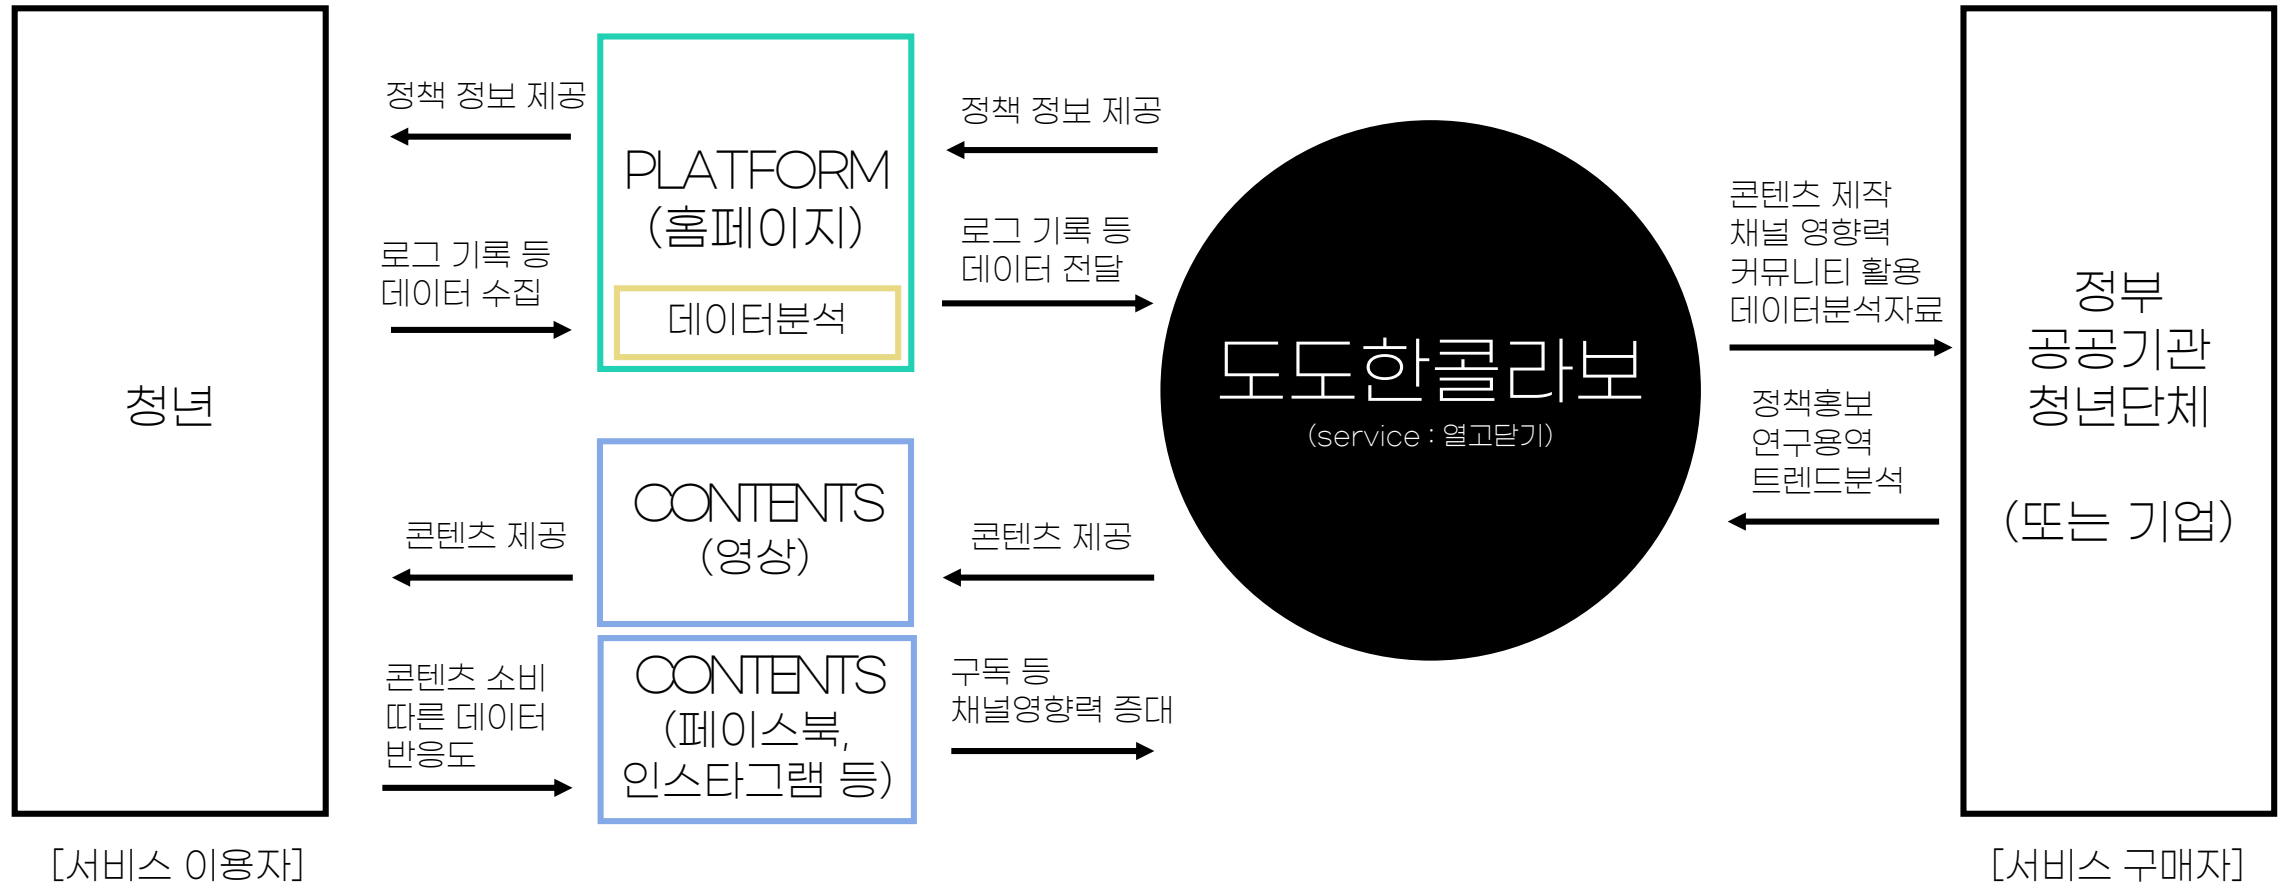 청년
[서비스 이용자]
정책 정보 제공
로그 기록 등
데이터 수집
콘텐츠 제공
콘텐츠 소비
따른 데이터
반응도
PLATFORM
(홈페이지)
데이터분석
CONTENTS
(영상)
CONTENTS
(페이스북,
인스타그램 등)
정책 정보 제공
로그 기록 등
데이터 전달
콘텐츠 제공
구독 등
채널영향력 증대
도도한콜라보
(service : 열고닫기)
콘텐츠 제작
채널 영향력
커뮤니티 활용
데이터분석자료
정책홍보
연구용역
트렌드분석
정부
공공기관
청년단체
(또는 기업)
[서비스 구매자]